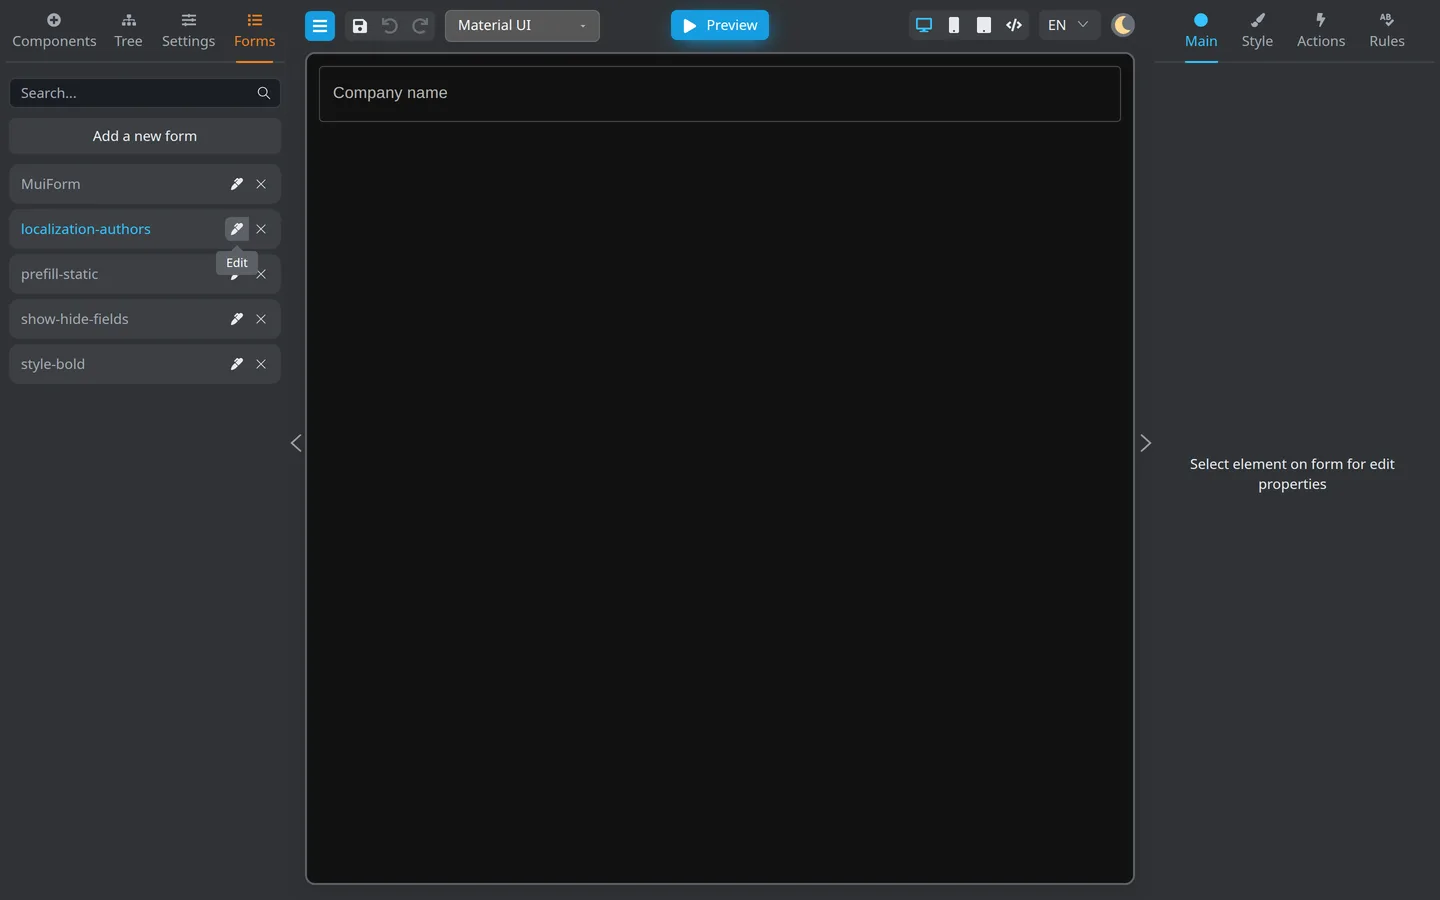 Components
Tree
Settings
Forms
Material UI
Preview
EN
Main
Style
Actions
AB
Rules
Search...
Add a new form
MuiForm
localization-authors
Edit
prefill-static
show-hide-fields
style-bold
Company name
Select element on form for edit
properties